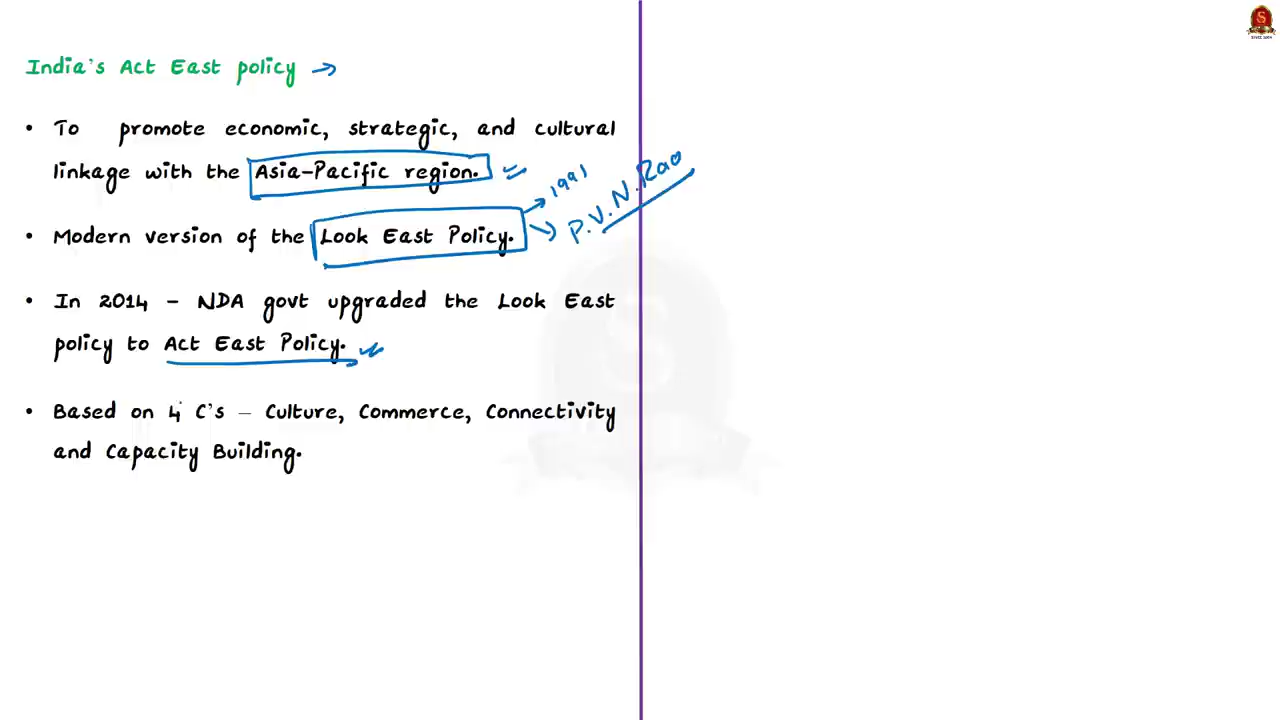 India's Act East policy →
• To promote economic, strategic, and cultural
linkage with the Asia-Pacific region.
1991
P.V.N.Rao
• Modern version of the Look East Policy.
• In 2014 - NDA govt upgraded the Look East
policy to Act East Policy.
• Based on 4 C's – Culture, Commerce, Connectivity
and Capacity Building.
S